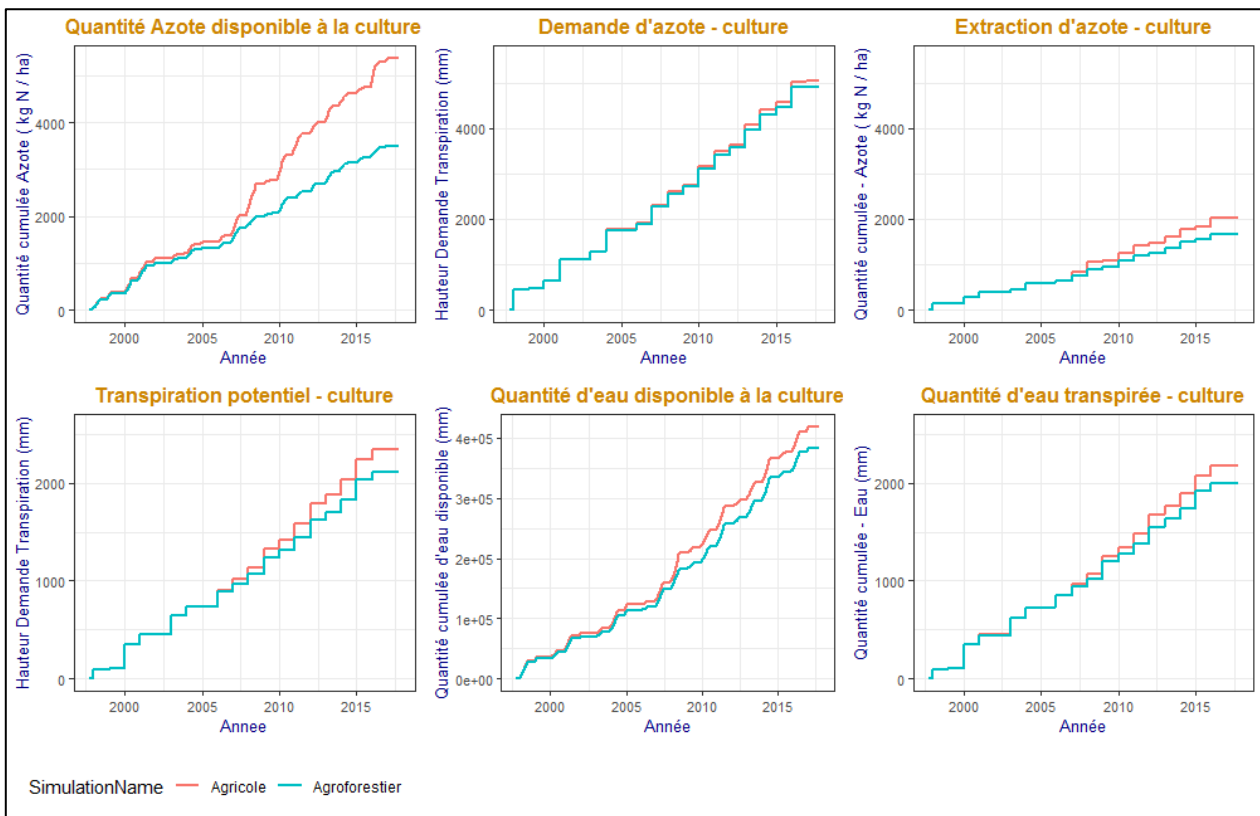 Quantité Azote disponible à la culture
Demande d'azote - culture
Extraction d'azote - culture
Quantité cumulée Azote ( kg N / ha)
4000
2000
0
2000
2005
2010
2015
Année
Hauteur Demande Transpiration (mm)
4000
2000
0
2000
2005
2010
2015
Annee
Quantité cumulée - Azote (kg N / ha)
4000
2000
0
2000
2005
2010
2015
Année
Transpiration potentiel - culture
Quantité d'eau disponible à la culture
Quantité d'eau transpirée - culture
Hauteur Demande Transpiration (mm)
2000
1000
0
2000
2005
2010
2015
Annee
Quantité cumulée d'eau disponible (mm)
4e+05
3e+05
2e+05
1e+05
0e+00
2000
2005
2010
2015
Année
Quantité cumulée - Eau (mm)
2000
1000
0
2000
2005
2010
2015
Année
SimulationName Agricole Agroforestier